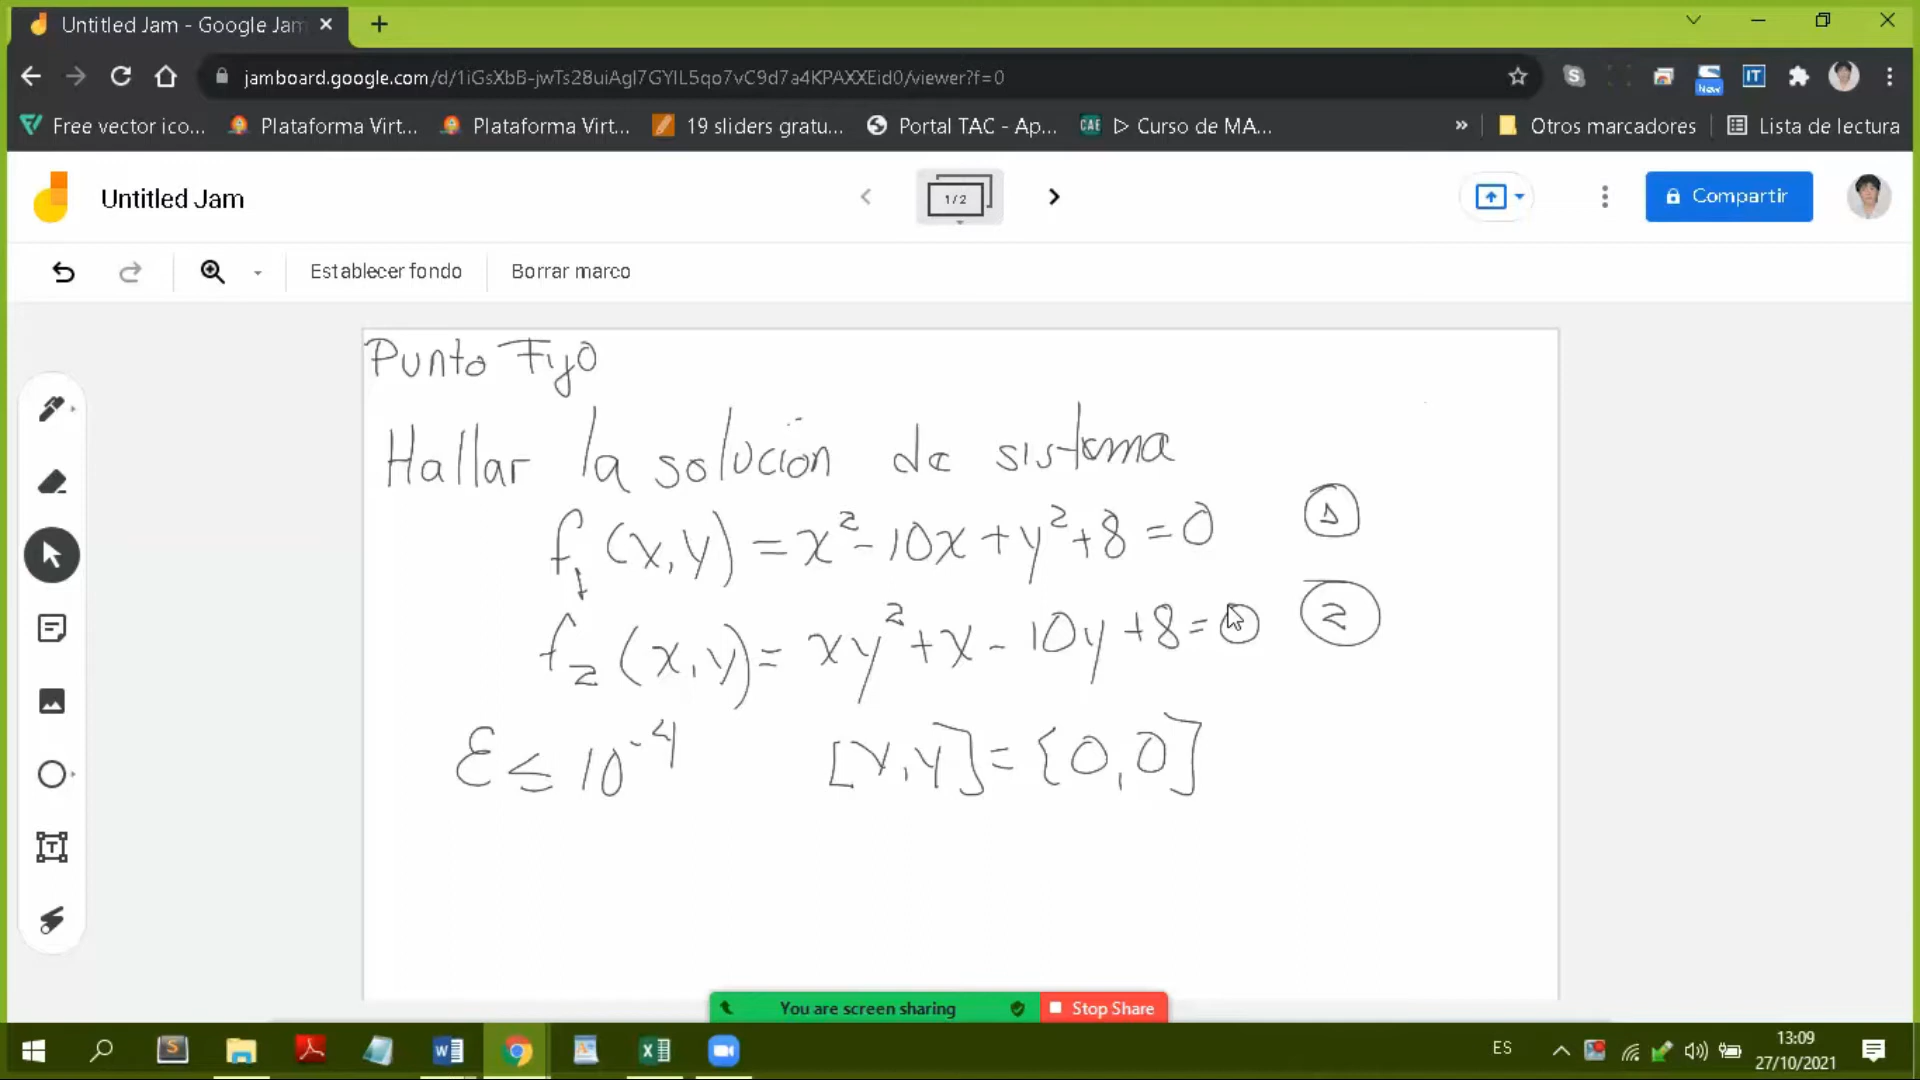 Untitled Jam - Google Jam
jamboard.google.com/d/1iGsXbB-jwTs28uiAgI7GYIL5qo7vC9d7a4KPAXXEid0/viewer?f=0
IT
New
Free vector ico...
Plataforma Virt...
Plataforma Virt...
19 sliders gratu...
Portal TAC - Ap...
CAE
▷ Curso de MA...
»
Otros marcadores
Lista de lectura
Untitled Jam
1/2
Compartir
Establecer fondo
Borrar marco
Punto Fijo
Hallar la solución de sistema
f₁(x,y) = x²-10x+y²+8=0 ①
f₂(x,y)= xy²+x-10y+8=0 ②
ε ≤ 10⁻⁴ [x,y]={0,0]
You are screen sharing
Stop Share
ES
13:09
27/10/2021